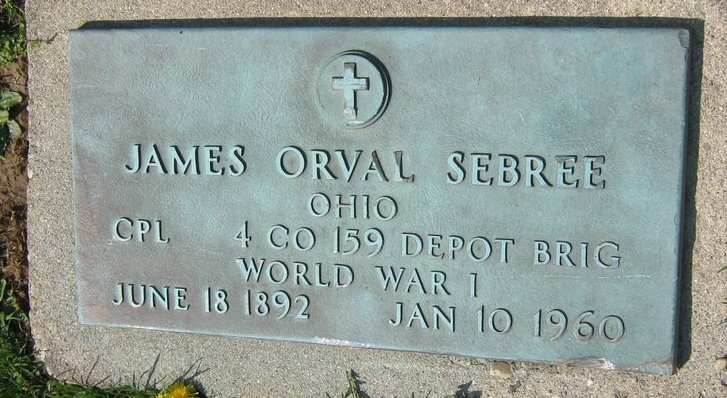 JAMES ORVAL SEBREE
OHIO
CPL 4 CO 159 DEPOT BRIG
WORLD WAR I
JUNE 18 1892 JAN 10 1960